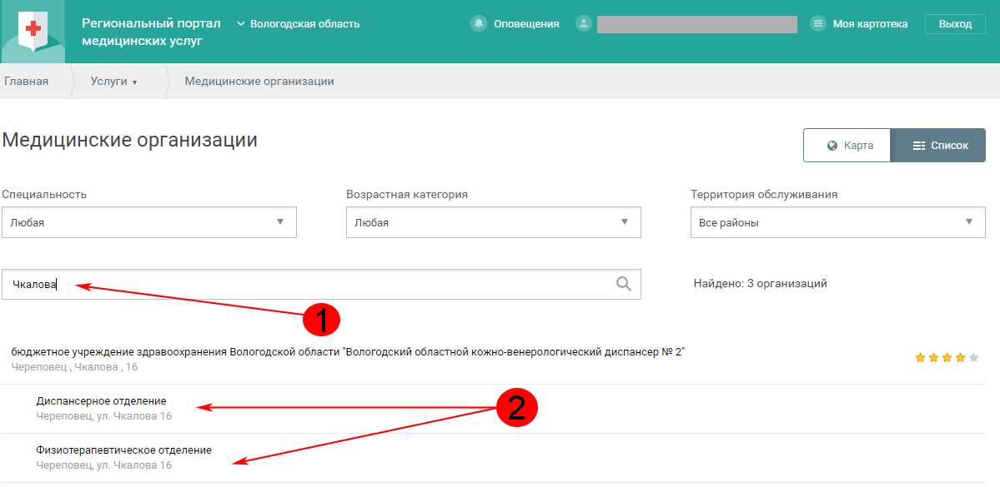 Региональный портал
медицинских услуг
Вологодская область
Оповещения
Моя картотека
Выход
Главная
Услуги
Медицинские организации
Медицинские организации
Карта
Список
Специальность
Возрастная категория
Территория обслуживания
Любая
Любая
Все районы
Чкалова
Найдено: 3 организаций
1
бюджетное учреждение здравоохранения Вологодской области "Вологодский областной кожно-венерологический диспансер № 2"
Череповец , Чкалова , 16
Диспансерное отделение
Череповец, ул. Чкалова 16
2
Физиотерапевтическое отделение
Череповец, ул. Чкалова 16